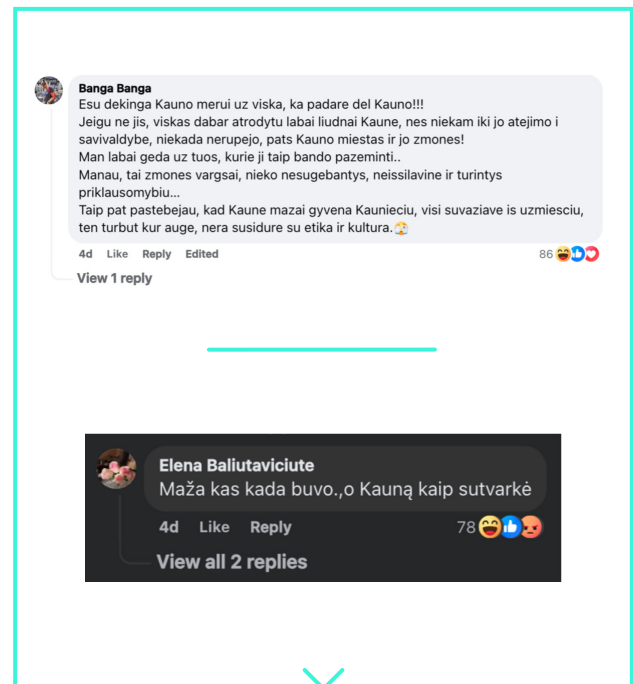 Banga Banga
Esu dekinga Kauno merui uz viska, ka padare del Kauno!!!
Jeigu ne jis, viskas dabar atrodytu labai liudnai Kaune, nes niekam iki jo atejimo i
savivaldybe, niekada nerupejo, pats Kauno miestas ir jo zmones!
Man labai geda uz tuos, kurie ji taip bando pazeminti..
Manau, tai zmones vargsai, nieko nesugebantys, neissilavine ir turintys
priklausomybiu...
Taip pat pastebejau, kad Kaune mazai gyvena Kaunieciu, visi suvaziave is uzmiesciu,
ten turbut kur auge, nera susidure su etika ir kultura.
4d Like Reply Edited 86
View 1 reply
Elena Baliutaviciute
Maža kas kada buvo.,o Kauną kaip sutvarkė
4d Like Reply 78
View all 2 replies